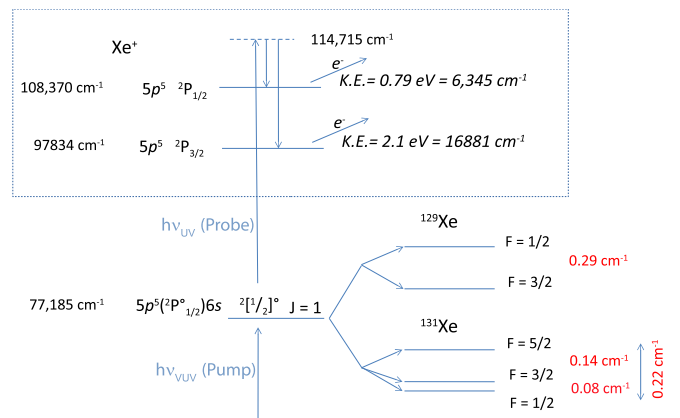 114,715 cm⁻¹
Xe⁺
e⁻
K.E.= 0.79 eV = 6,345 cm⁻¹
108,370 cm⁻¹ 5p⁵ ²P₁/₂
e⁻
K.E.= 2.1 eV = 16881 cm⁻¹
97834 cm⁻¹ 5p⁵ ²P₃/₂
hν_UV (Probe)
¹²⁹Xe
F = 1/2
0.29 cm⁻¹
F = 3/2
77,185 cm⁻¹ 5p⁵(²P°₁/₂)6s ²[¹/₂]° J = 1
¹³¹Xe
F = 5/2
0.14 cm⁻¹
F = 3/2
0.08 cm⁻¹
F = 1/2
0.22 cm⁻¹
hν_VUV (Pump)